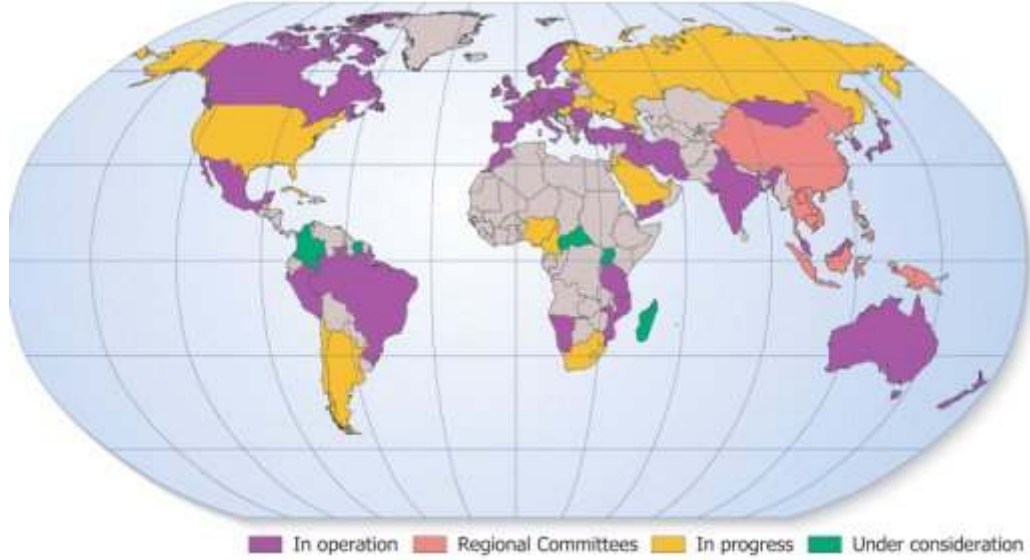 In operation Regional Committees In progress Under consideration